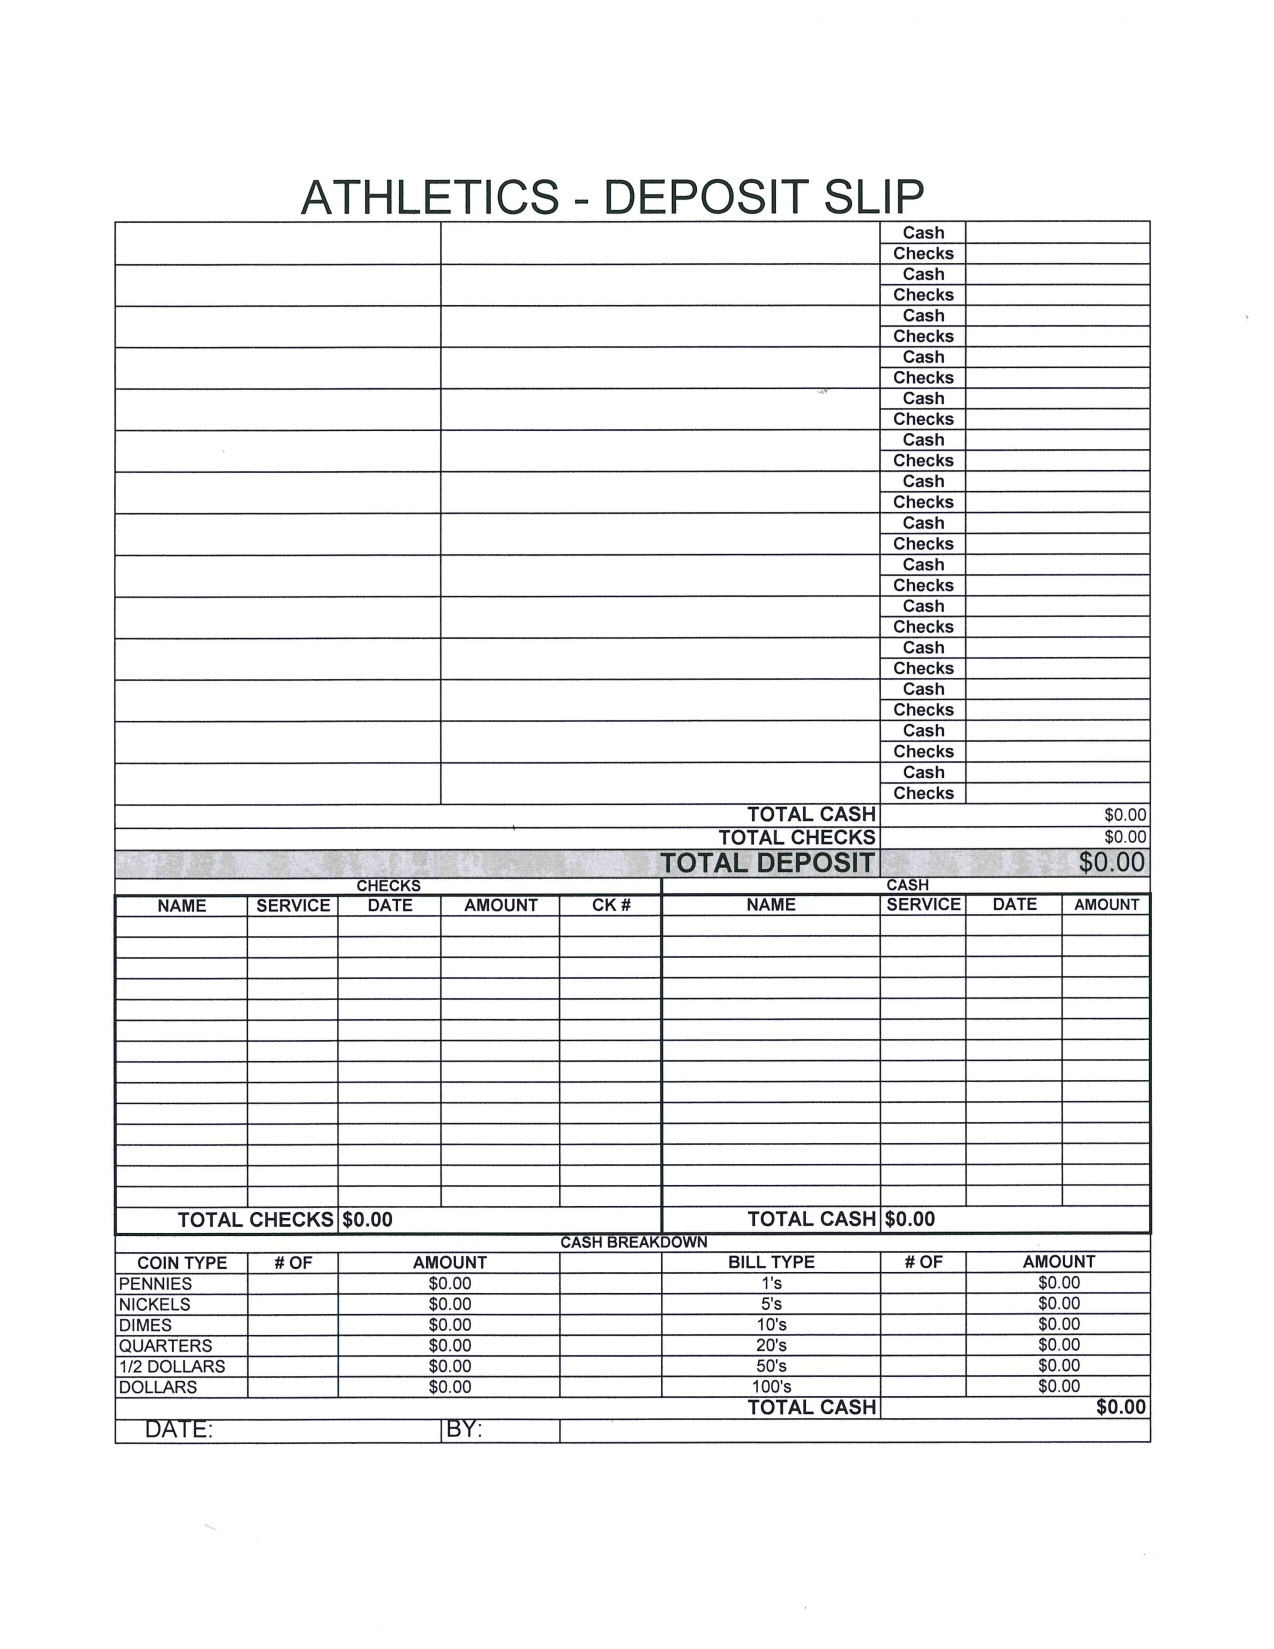 ATHLETICS - DEPOSIT SLIP
Cash
Checks
Cash
Checks
Cash
Checks
Cash
Checks
Cash
Checks
Cash
Checks
Cash
Checks
Cash
Checks
Cash
Checks
Cash
Checks
Cash
Checks
Cash
Checks
Cash
Checks
Cash
Checks
TOTAL CASH $0.00
TOTAL CHECKS $0.00
TOTAL DEPOSIT $0.00
CHECKS CASH
NAME SERVICE DATE AMOUNT CK # NAME SERVICE DATE AMOUNT
TOTAL CHECKS $0.00 TOTAL CASH $0.00
CASH BREAKDOWN
COIN TYPE # OF AMOUNT BILL TYPE # OF AMOUNT
PENNIES $0.00 1's $0.00
NICKELS $0.00 5's $0.00
DIMES $0.00 10's $0.00
QUARTERS $0.00 20's $0.00
1/2 DOLLARS $0.00 50's $0.00
DOLLARS $0.00 100's $0.00
TOTAL CASH $0.00
DATE: BY: